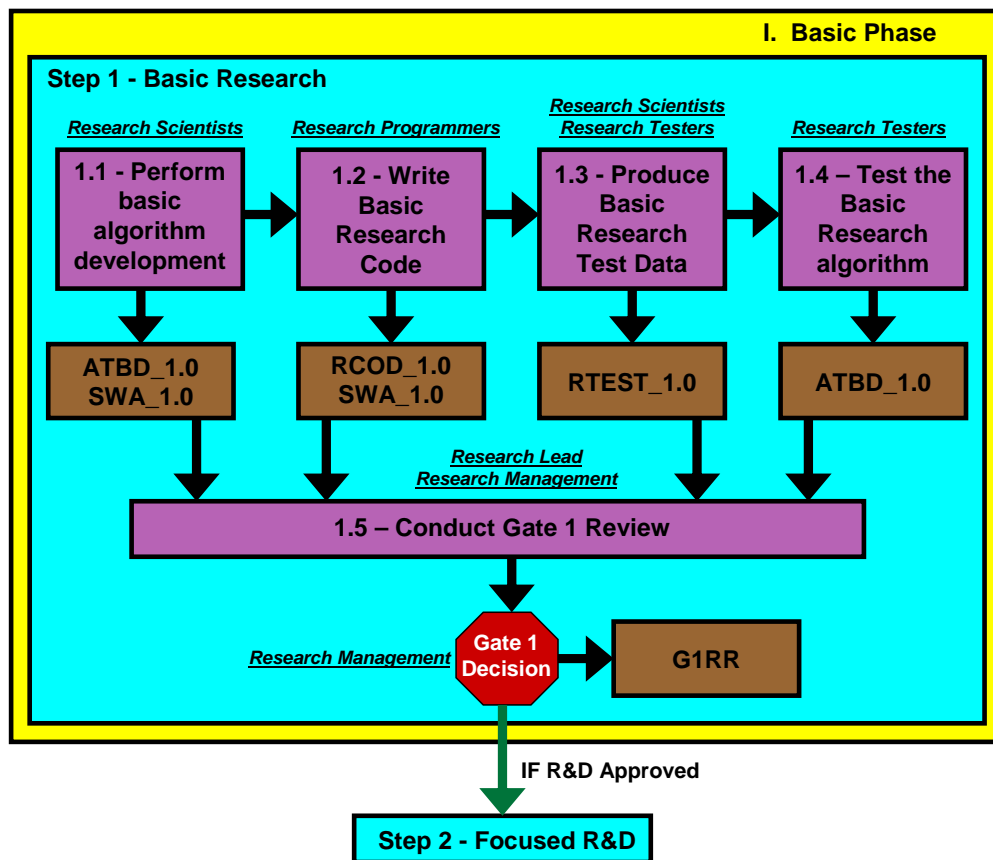 I. Basic Phase
Step 1 - Basic Research
Research Scientists
1.1 - Perform
basic
algorithm
development
Research Programmers
1.2 - Write
Basic
Research
Code
Research Scientists
Research Testers
1.3 - Produce
Basic
Research
Test Data
Research Testers
1.4 – Test the
Basic
Research
algorithm
ATBD_1.0
SWA_1.0
RCOD_1.0
SWA_1.0
RTEST_1.0
ATBD_1.0
Research Lead
Research Management
1.5 – Conduct Gate 1 Review
Research Management
Gate 1
Decision
G1RR
IF R&D Approved
Step 2 - Focused R&D